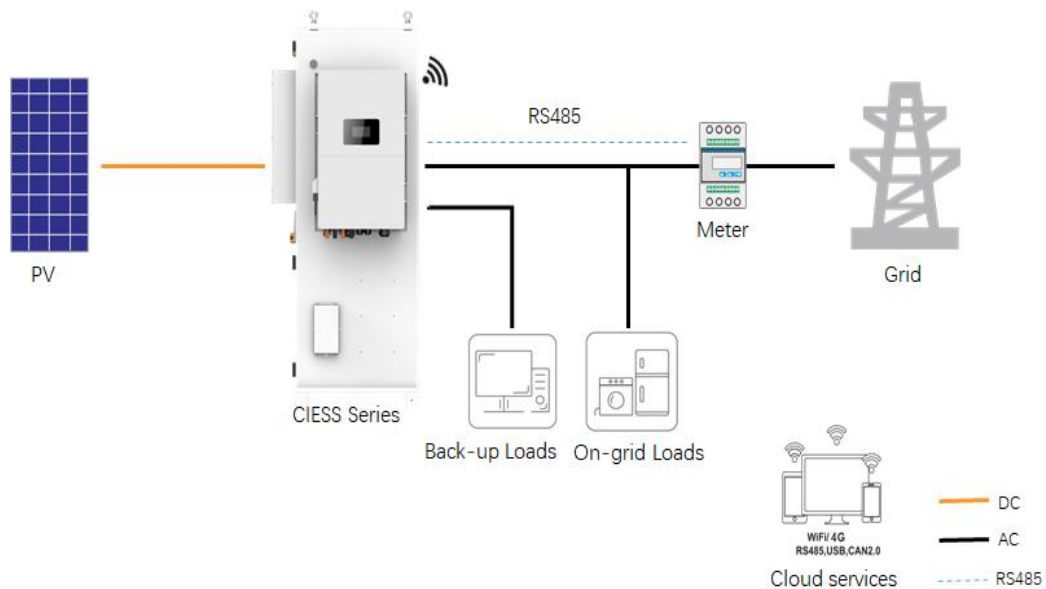 RS485
Meter
PV
Grid
CIESS Series
Back-up Loads
On-grid Loads
WiFi/ 4G
RS485,USB,CAN2.0
Cloud services
DC
AC
RS485